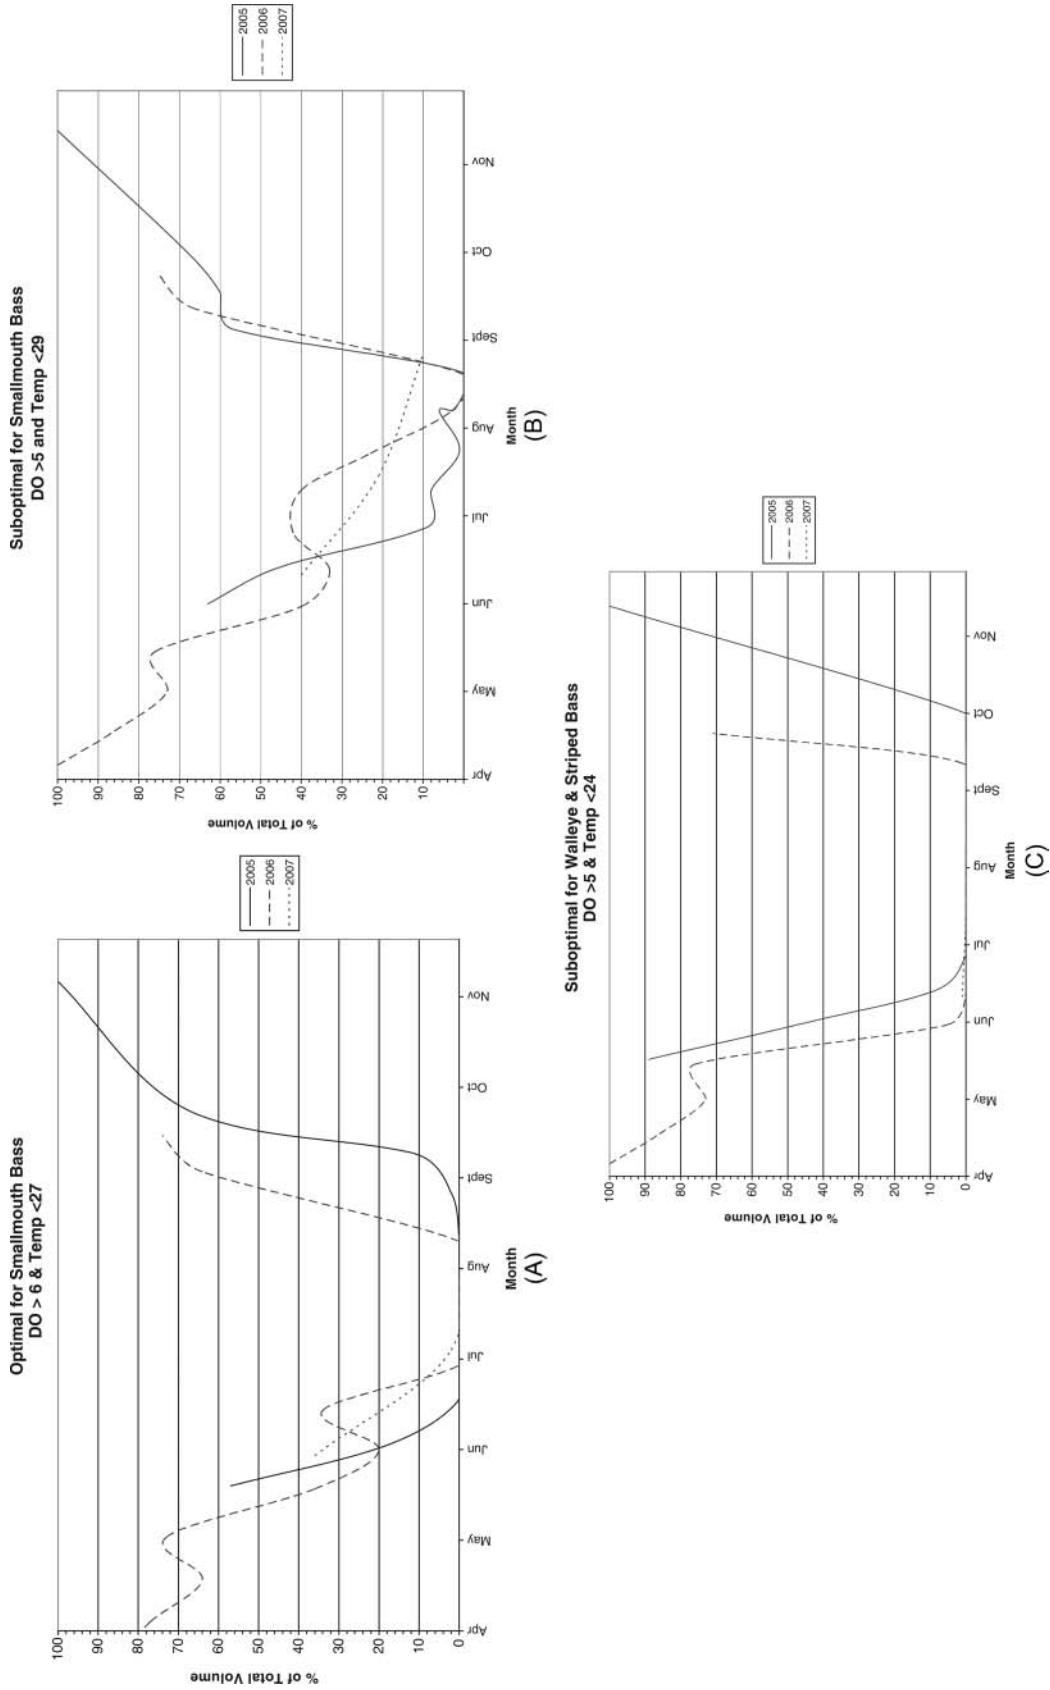 Optimal for Smallmouth Bass
DO > 6 & Temp <27
% of Total Volume
100
90
80
70
60
50
40
30
20
10
0
Apr
May
Jun
Jul
Aug
Sept
Oct
Nov
Month
2005
2006
2007
(A)
Suboptimal for Smallmouth Bass
DO >5 and Temp <29
% of Total Volume
100
90
80
70
60
50
40
30
20
10
Apr
May
Jun
Jul
Aug
Sept
Oct
Nov
Month
2005
2006
2007
(B)
Suboptimal for Walleye & Striped Bass
DO >5 & Temp <24
% of Total Volume
100
90
80
70
60
50
40
30
20
10
0
Apr
May
Jun
Jul
Aug
Sept
Oct
Nov
Month
2005
2006
2007
(C)